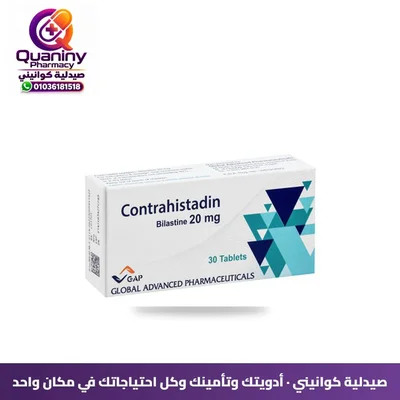 Quaniny
Pharmacy
صيدلية كوانيني
01036181518
Contrahistadin
Bilastine 20 mg
30 Tablets
GAP
GLOBAL ADVANCED PHARMACEUTICALS
صيدلية كوانيني · أدويتك وتأمينك وكل احتياجاتك في مكان واحد